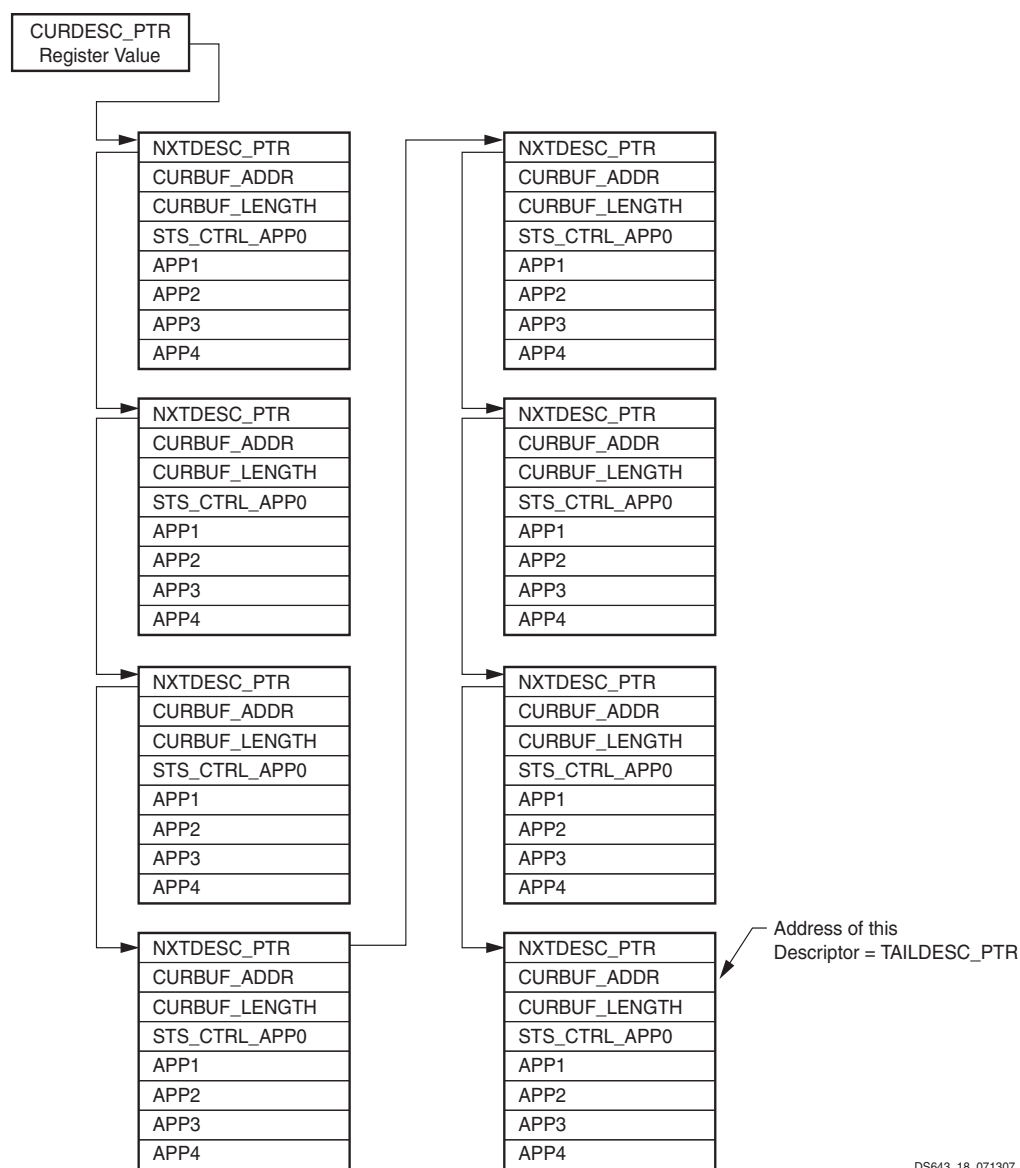 CURDESC_PTR
Register Value
NXTDESC_PTR
CURBUF_ADDR
CURBUF_LENGTH
STS_CTRL_APP0
APP1
APP2
APP3
APP4
NXTDESC_PTR
CURBUF_ADDR
CURBUF_LENGTH
STS_CTRL_APP0
APP1
APP2
APP3
APP4
NXTDESC_PTR
CURBUF_ADDR
CURBUF_LENGTH
STS_CTRL_APP0
APP1
APP2
APP3
APP4
NXTDESC_PTR
CURBUF_ADDR
CURBUF_LENGTH
STS_CTRL_APP0
APP1
APP2
APP3
APP4
NXTDESC_PTR
CURBUF_ADDR
CURBUF_LENGTH
STS_CTRL_APP0
APP1
APP2
APP3
APP4
NXTDESC_PTR
CURBUF_ADDR
CURBUF_LENGTH
STS_CTRL_APP0
APP1
APP2
APP3
APP4
NXTDESC_PTR
CURBUF_ADDR
CURBUF_LENGTH
STS_CTRL_APP0
APP1
APP2
APP3
APP4
NXTDESC_PTR
CURBUF_ADDR
CURBUF_LENGTH
STS_CTRL_APP0
APP1
APP2
APP3
APP4
Address of this
Descriptor = TAILDESC_PTR
DS643_18_071307